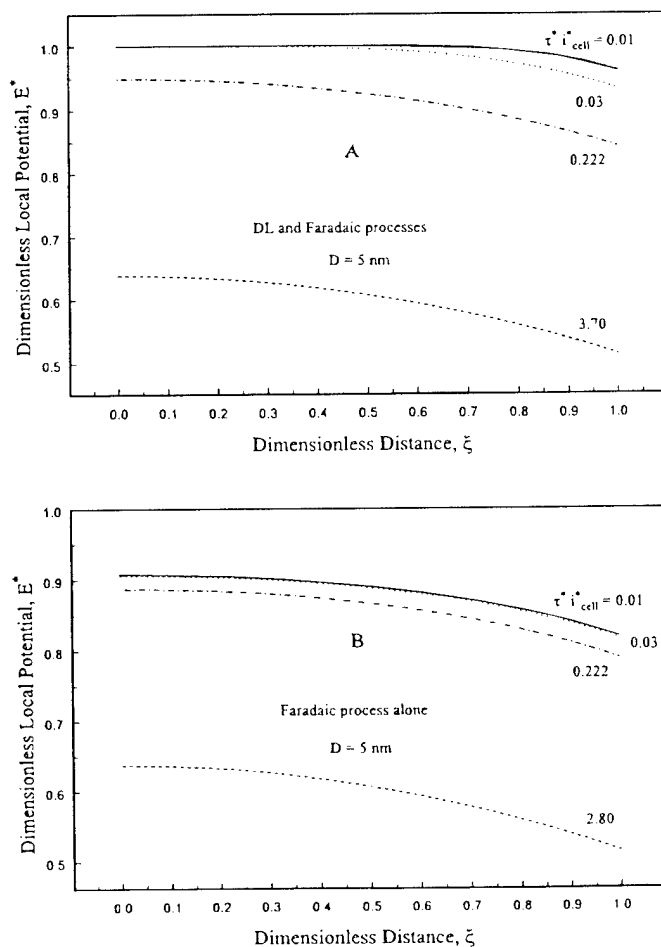 Dimensionless Local Potential, E*
1.0
0.9
0.8
0.7
0.6
0.5
τ* i*cell = 0.01
0.03
0.222
A
DL and Faradaic processes
D = 5 nm
3.70
0.0 0.1 0.2 0.3 0.4 0.5 0.6 0.7 0.8 0.9 1.0
Dimensionless Distance, ξ
Dimensionless Local Potential, E*
1.0
0.9
0.8
0.7
0.6
0.5
τ* i*cell = 0.01
0.03
0.222
B
Faradaic process alone
D = 5 nm
2.80
0.0 0.1 0.2 0.3 0.4 0.5 0.6 0.7 0.8 0.9 1.0
Dimensionless Distance, ξ